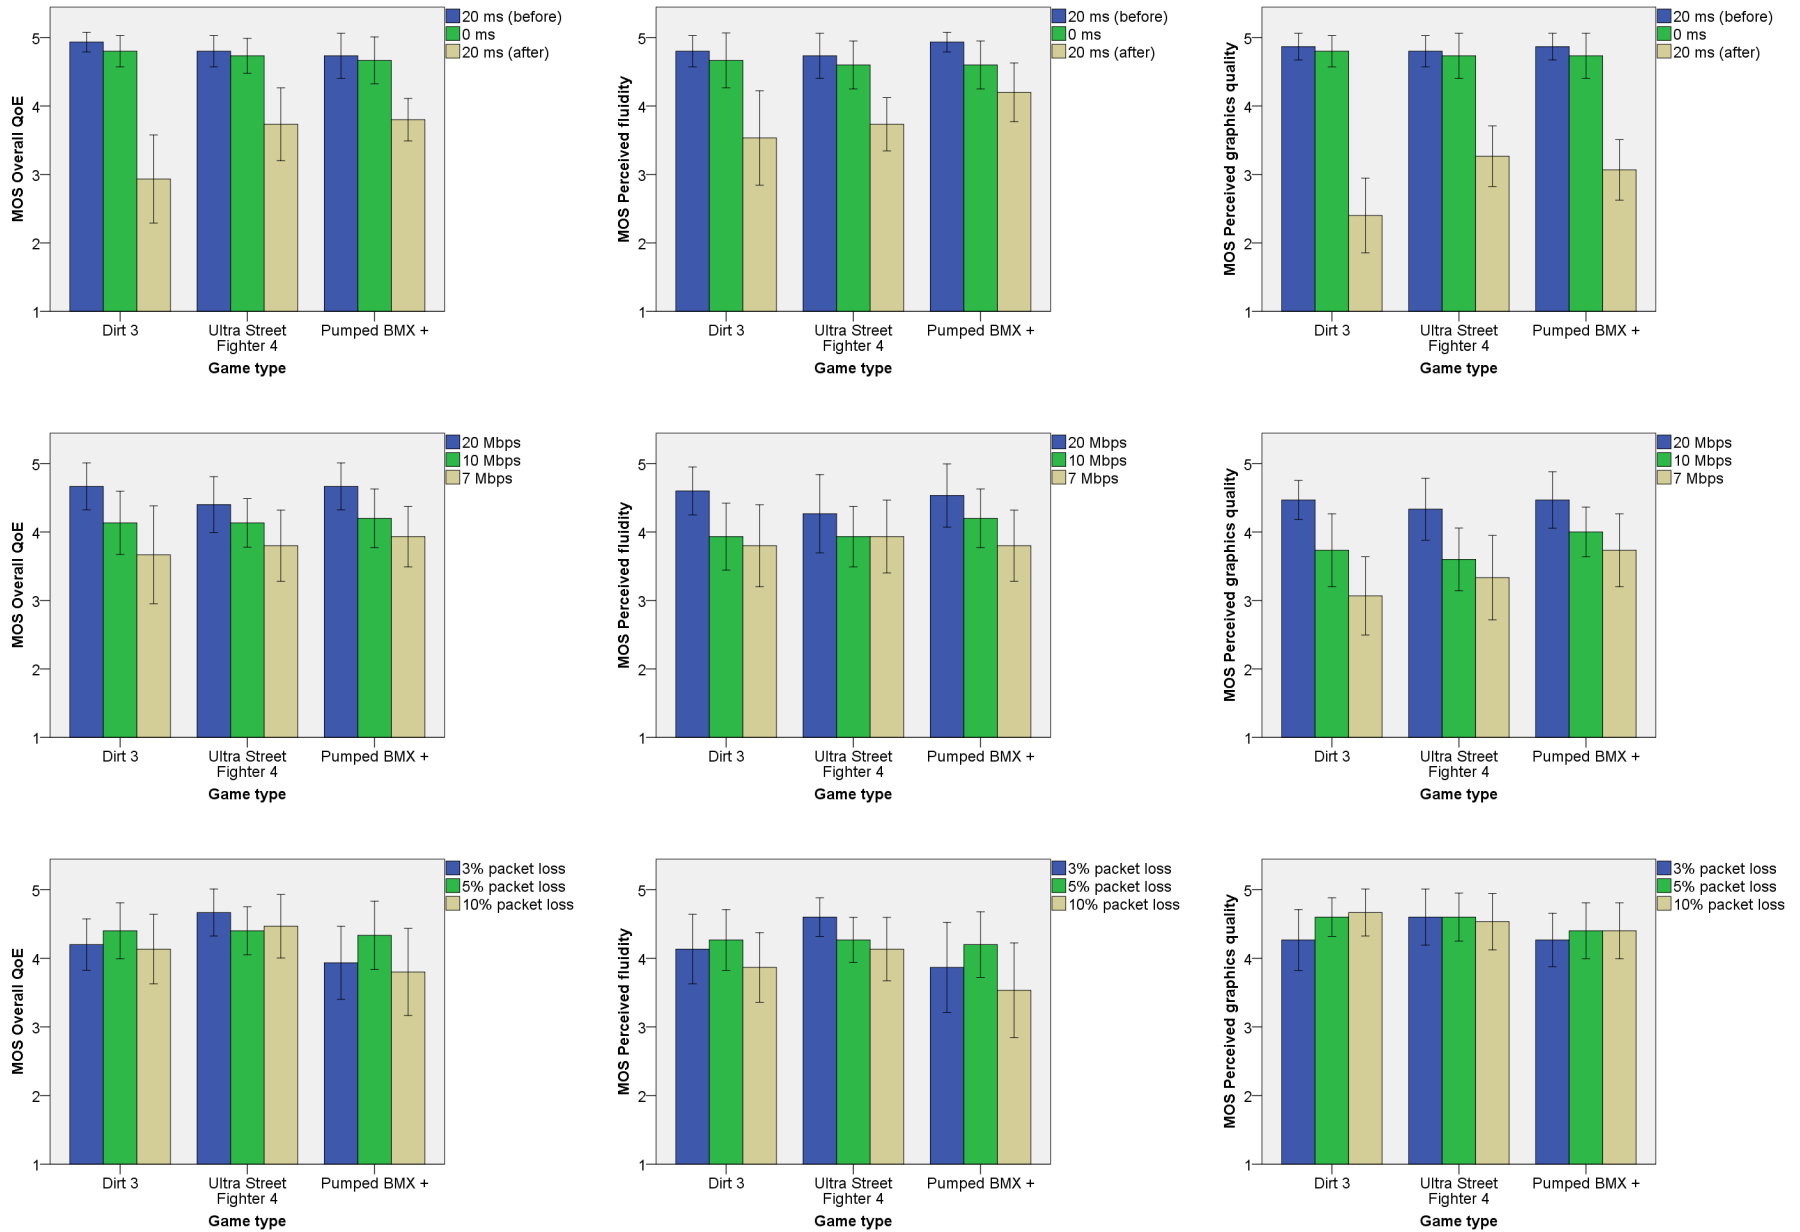 MOS Overall QoE
5
4
3
2
1
20 ms (before)
0 ms
20 ms (after)
Dirt 3
Ultra Street
Fighter 4
Pumped BMX +
Game type
MOS Perceived fluidity
5
4
3
2
1
20 ms (before)
0 ms
20 ms (after)
Dirt 3
Ultra Street
Fighter 4
Pumped BMX +
Game type
MOS Perceived graphics quality
5
4
3
2
1
20 ms (before)
0 ms
20 ms (after)
Dirt 3
Ultra Street
Fighter 4
Pumped BMX +
Game type
MOS Overall QoE
5
4
3
2
1
20 Mbps
10 Mbps
7 Mbps
Dirt 3
Ultra Street
Fighter 4
Pumped BMX +
Game type
MOS Perceived fluidity
5
4
3
2
1
20 Mbps
10 Mbps
7 Mbps
Dirt 3
Ultra Street
Fighter 4
Pumped BMX +
Game type
MOS Perceived graphics quality
5
4
3
2
1
20 Mbps
10 Mbps
7 Mbps
Dirt 3
Ultra Street
Fighter 4
Pumped BMX +
Game type
MOS Overall QoE
5
4
3
2
1
3% packet loss
5% packet loss
10% packet loss
Dirt 3
Ultra Street
Fighter 4
Pumped BMX +
Game type
MOS Perceived fluidity
5
4
3
2
1
3% packet loss
5% packet loss
10% packet loss
Dirt 3
Ultra Street
Fighter 4
Pumped BMX +
Game type
MOS Perceived graphics quality
5
4
3
2
1
3% packet loss
5% packet loss
10% packet loss
Dirt 3
Ultra Street
Fighter 4
Pumped BMX +
Game type